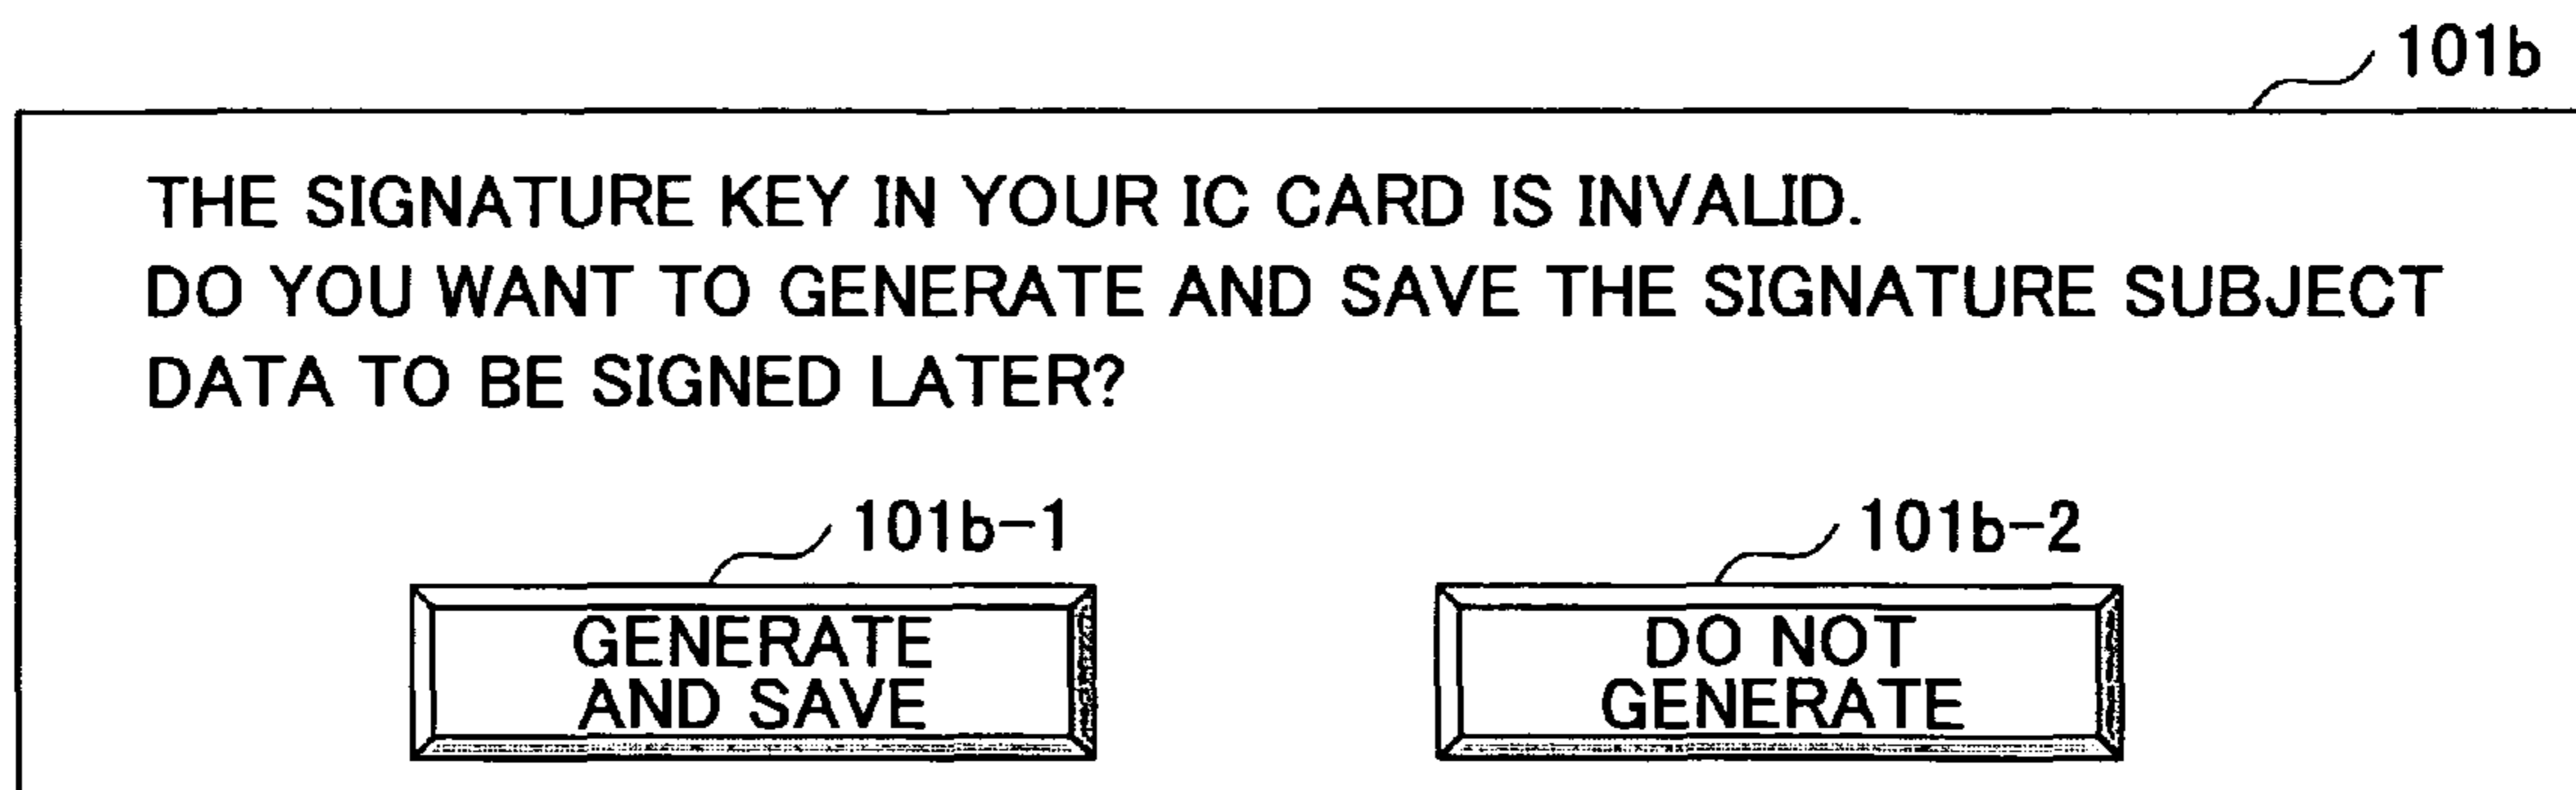 101b
THE SIGNATURE KEY IN YOUR IC CARD IS INVALID.
DO YOU WANT TO GENERATE AND SAVE THE SIGNATURE SUBJECT
DATA TO BE SIGNED LATER?
101b-1
101b-2
GENERATE
AND SAVE
DO NOT
GENERATE